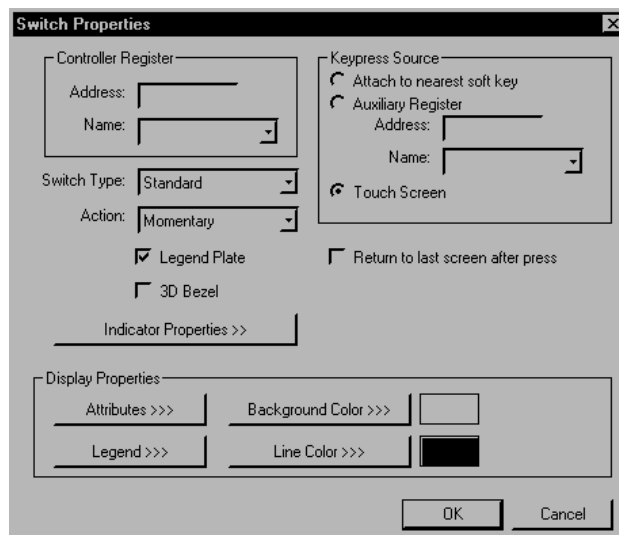 Switch Properties
Controller Register
Address:
Name:
Switch Type: Standard
Action: Momentary
Legend Plate
3D Bezel
Indicator Properties >>
Keypress Source
Attach to nearest soft key
Auxiliary Register
Address:
Name:
Touch Screen
Return to last screen after press
Display Properties
Attributes >>>
Background Color >>>
Legend >>>
Line Color >>>
OK
Cancel